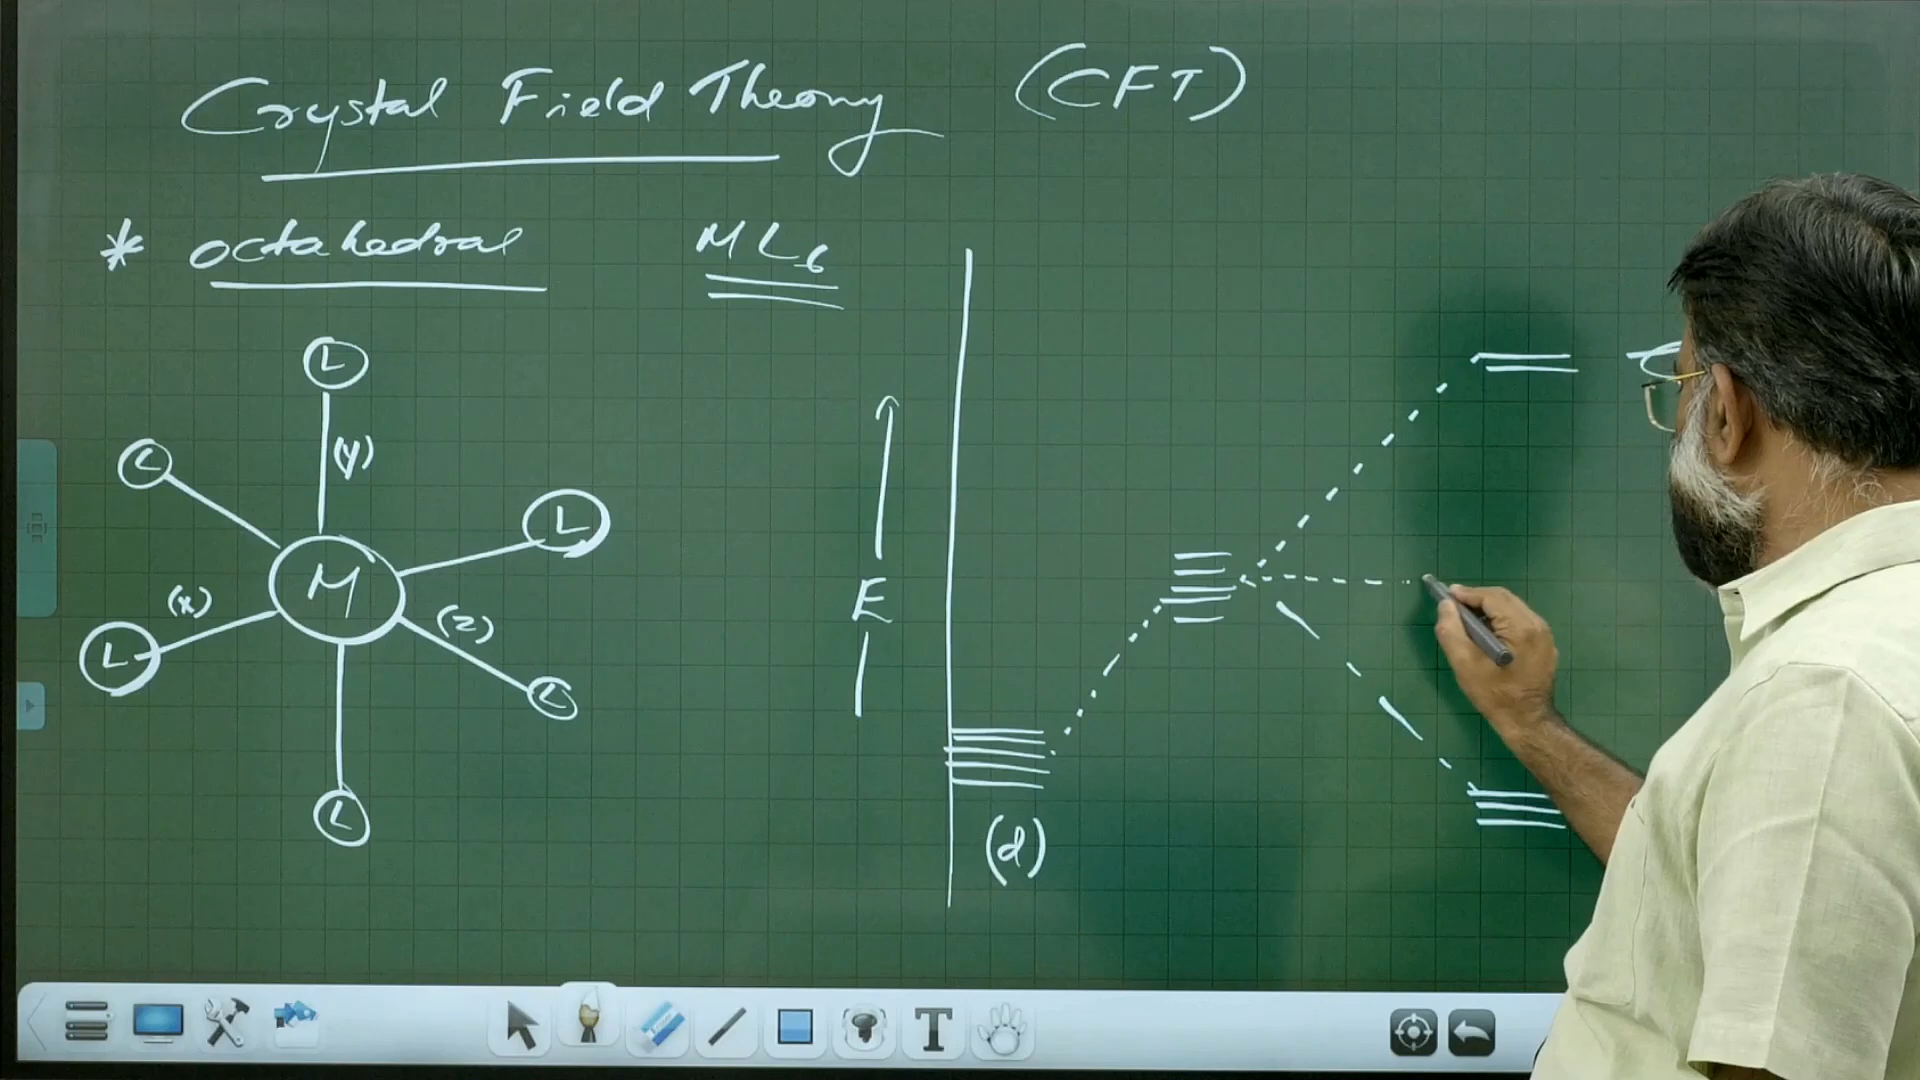 Crystal Field Theory (CFT)
* Octahedral ML6
L
(y)
L
L
M
(x)
(z)
L
L
L
E
(d)
e
T